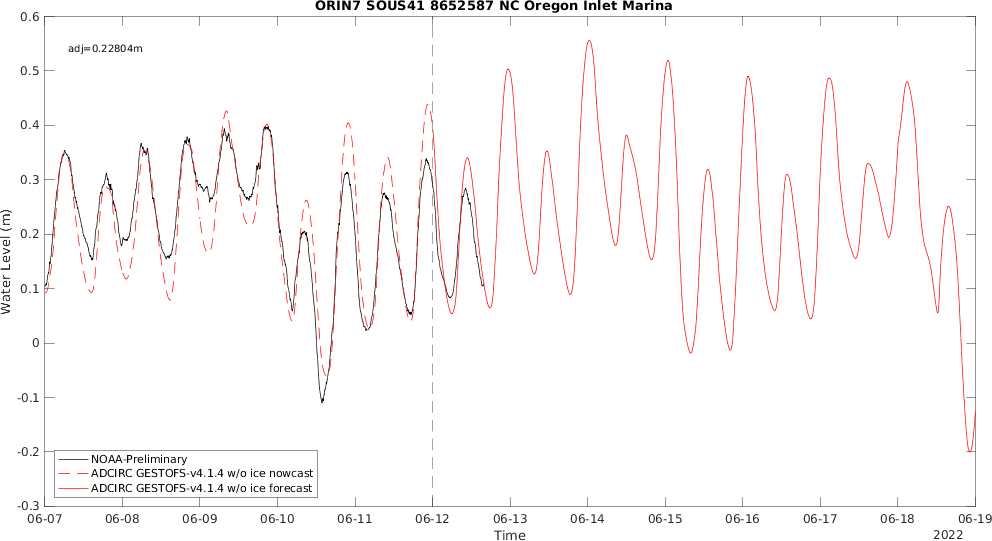 ORIN7 SOUS41 8652587 NC Oregon Inlet Marina
adj=0.22804m
0.6
0.5
0.4
0.3
0.2
0.1
0
-0.1
-0.2
-0.3
Water Level (m)
NOAA-Preliminary
ADCIRC GESTOFS-v4.1.4 w/o ice nowcast
ADCIRC GESTOFS-v4.1.4 w/o ice forecast
06-07 06-08 06-09 06-10 06-11 06-12 06-13 06-14 06-15 06-16 06-17 06-18 06-19
Time
2022